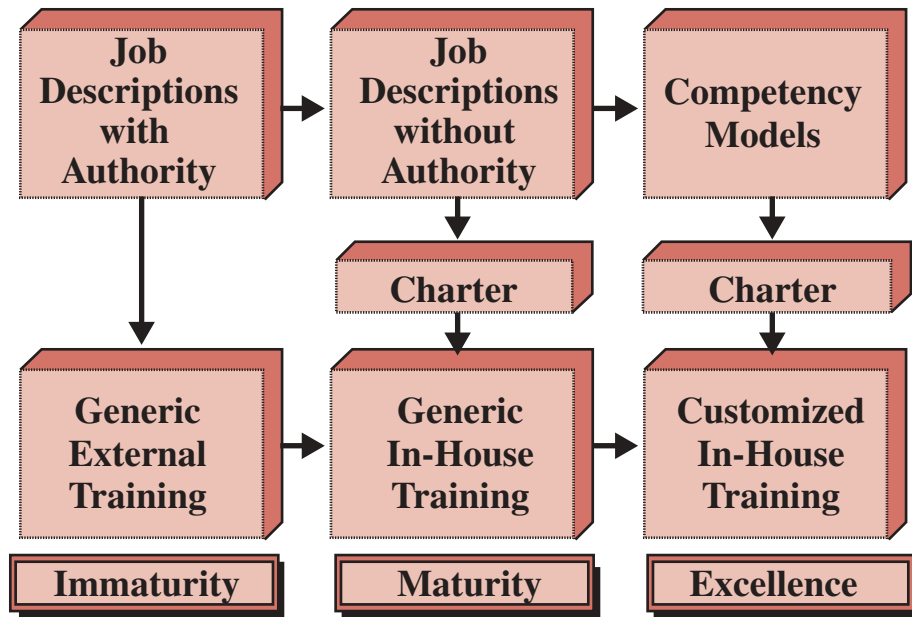 Job
Descriptions
with
Authority
Job
Descriptions
without
Authority
Competency
Models
Charter
Charter
Generic
External
Training
Generic
In-House
Training
Customized
In-House
Training
Immaturity
Maturity
Excellence